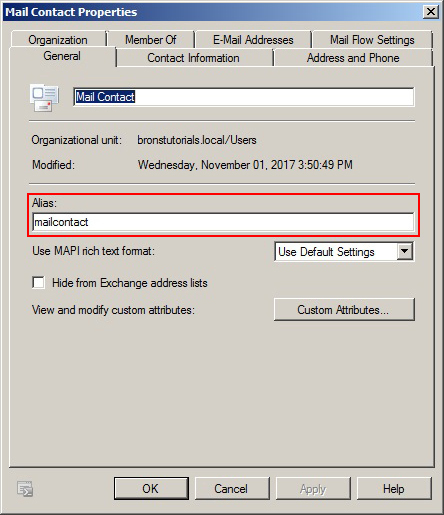 Mail Contact Properties
Organization Member Of E-Mail Addresses Mail Flow Settings
General Contact Information Address and Phone
Mail Contact
Organizational unit: bronstutorials.local/Users
Modified: Wednesday, November 01, 2017 3:50:49 PM
Alias:
mailcontact
Use MAPI rich text format: Use Default Settings
Hide from Exchange address lists
View and modify custom attributes: Custom Attributes...
OK Cancel Apply Help